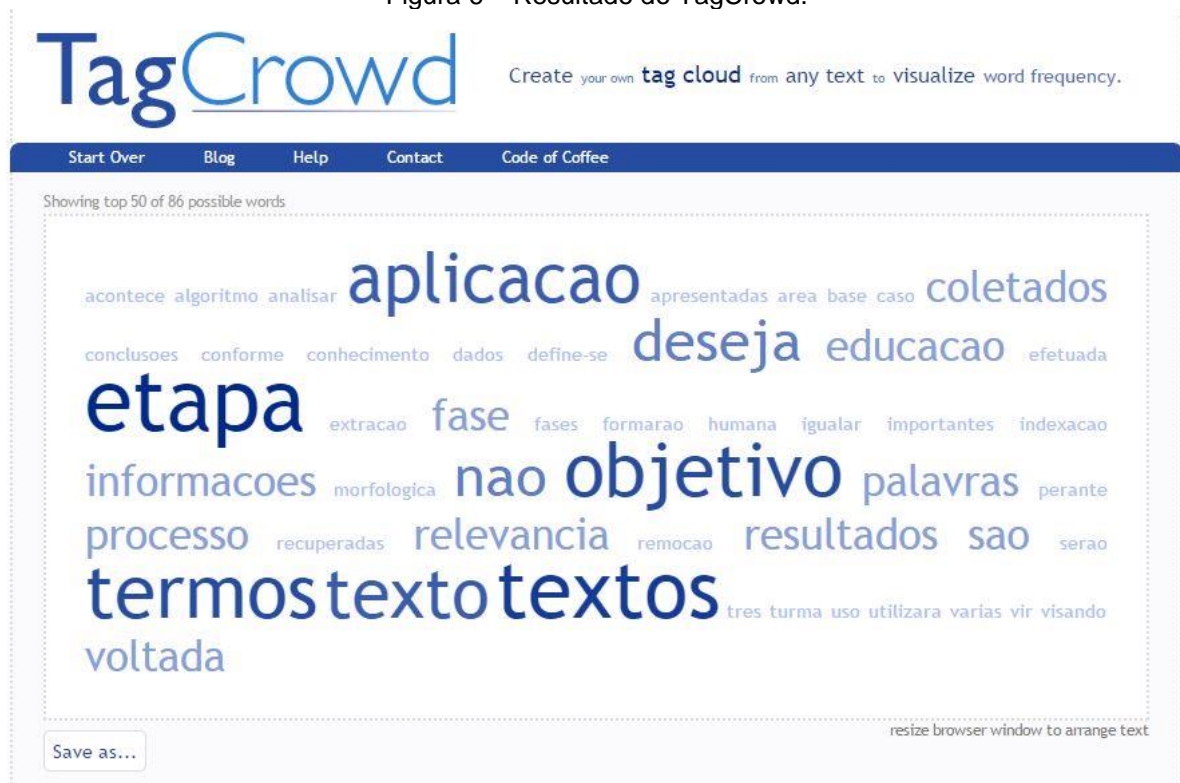 Figura 6 – Resultado do TagCrowd.
TagCrowd
Create your own tag cloud from any text to visualize word frequency.
Start Over Blog Help Contact Code of Coffee
Showing top 50 of 86 possible words
acontece algoritmo analisar aplicacao apresentadas area base caso coletados
conclusoes conforme conhecimento dados define-se deseja educacao efetuada
etapa extracao fase fases formarao humana igualar importantes indexacao
informacoes morfologica nao objetivo palavras perante
processo recuperadas relevancia remocao resultados sao serao
termos texto textos tres turma uso utilizara varias vir visando
voltada
resize browser window to arrange text
Save as...